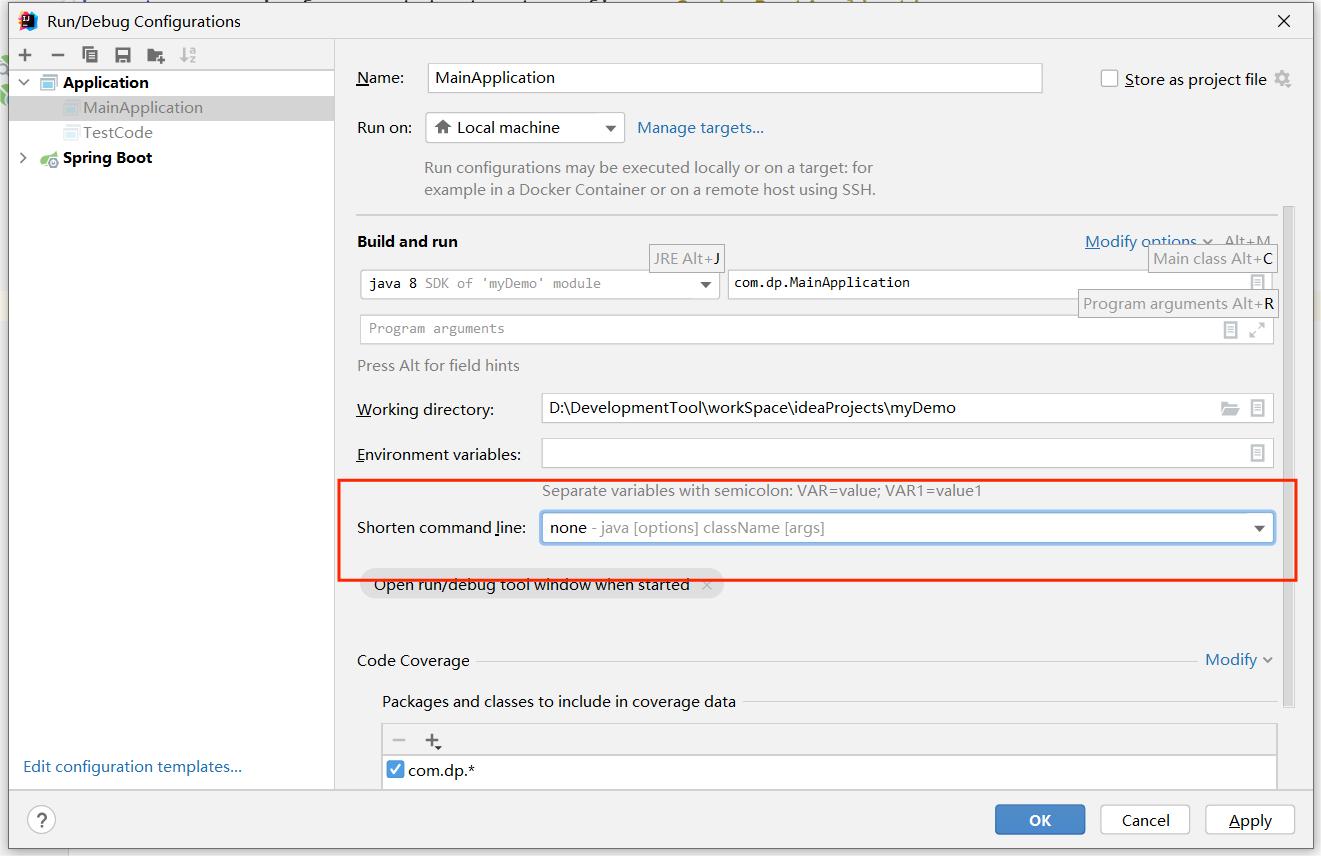 Run/Debug Configurations
Application
MainApplication
TestCode
Spring Boot
Edit configuration templates...
Name:
MainApplication
Store as project file
Run on:
Local machine
Manage targets...
Run configurations may be executed locally or on a target: for
example in a Docker Container or on a remote host using SSH.
Build and run
Modify options Alt+M
JRE Alt+J
Main class Alt+C
java 8 SDK of 'myDemo' module
com.dp.MainApplication
Program arguments Alt+R
Program arguments
Press Alt for field hints
Working directory:
D:\DevelopmentTool\workSpace\ideaProjects\myDemo
Environment variables:
Separate variables with semicolon: VAR=value; VAR1=value1
Shorten command line:
none - java [options] className [args]
Open run/debug tool window when started
Code Coverage
Modify
Packages and classes to include in coverage data
com.dp.*
?
OK
Cancel
Apply